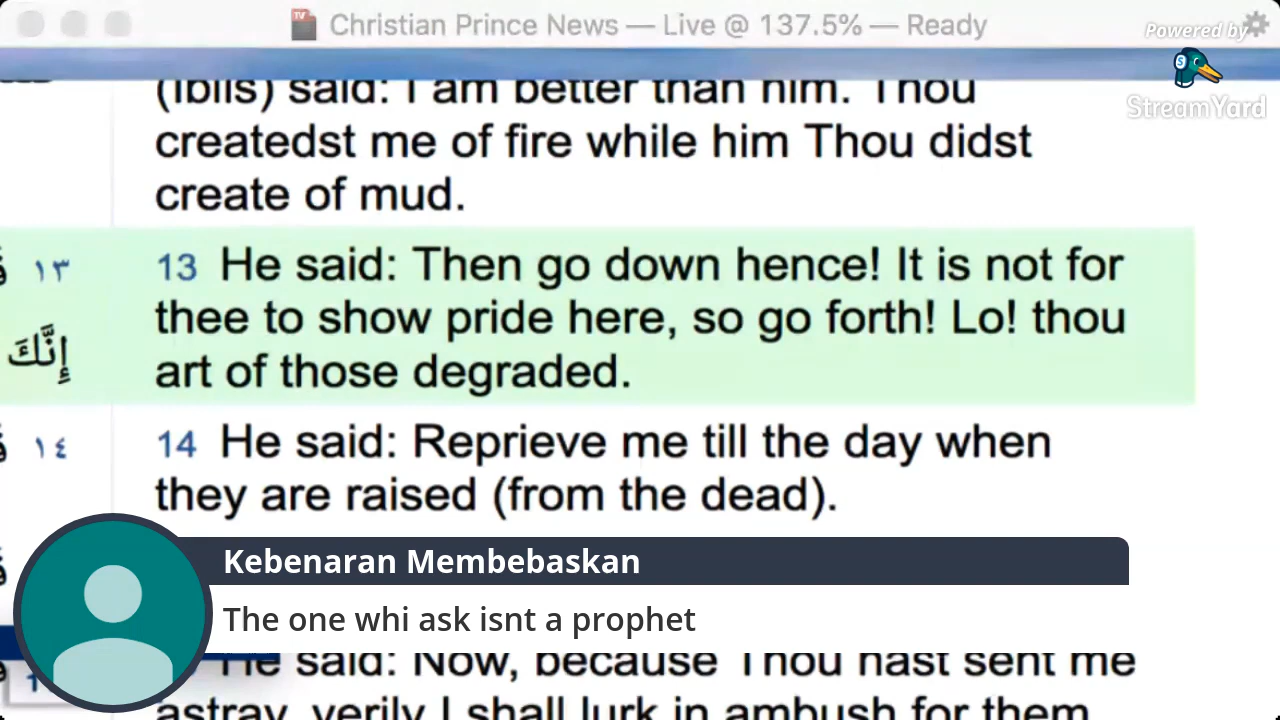 Christian Prince News — Live @ 137.5% — Ready
Powered by
StreamYard
(Iblis) said: I am better than him. Thou
createdst me of fire while him Thou didst
create of mud.
١٣ 13 He said: Then go down hence! It is not for
thee to show pride here, so go forth! Lo! thou
إِنَّكَ art of those degraded.
١٤ 14 He said: Reprieve me till the day when
they are raised (from the dead).
Kebenaran Membebaskan
The one whi ask isnt a prophet
He said: Now, because Thou hast sent me
astray, verily I shall lurk in ambush for them